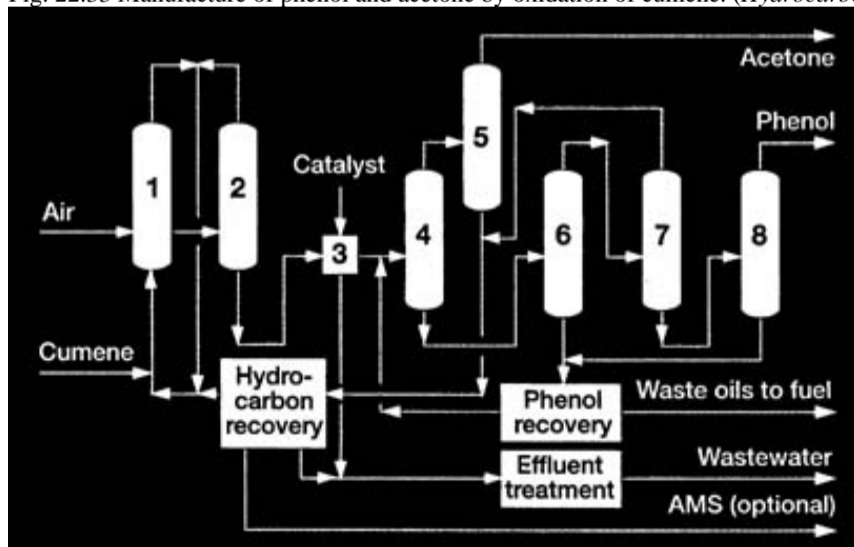 Fig. 22.33 Manufacture of phenol and acetone by oxidation of cumene. (Hydrocarbo
Acetone
5
Phenol
Catalyst
1
2
Air
4
6
7
8
3
Cumene
Hydro-
carbon
recovery
Phenol
recovery
Waste oils to fuel
Effluent
treatment
Wastewater
AMS (optional)